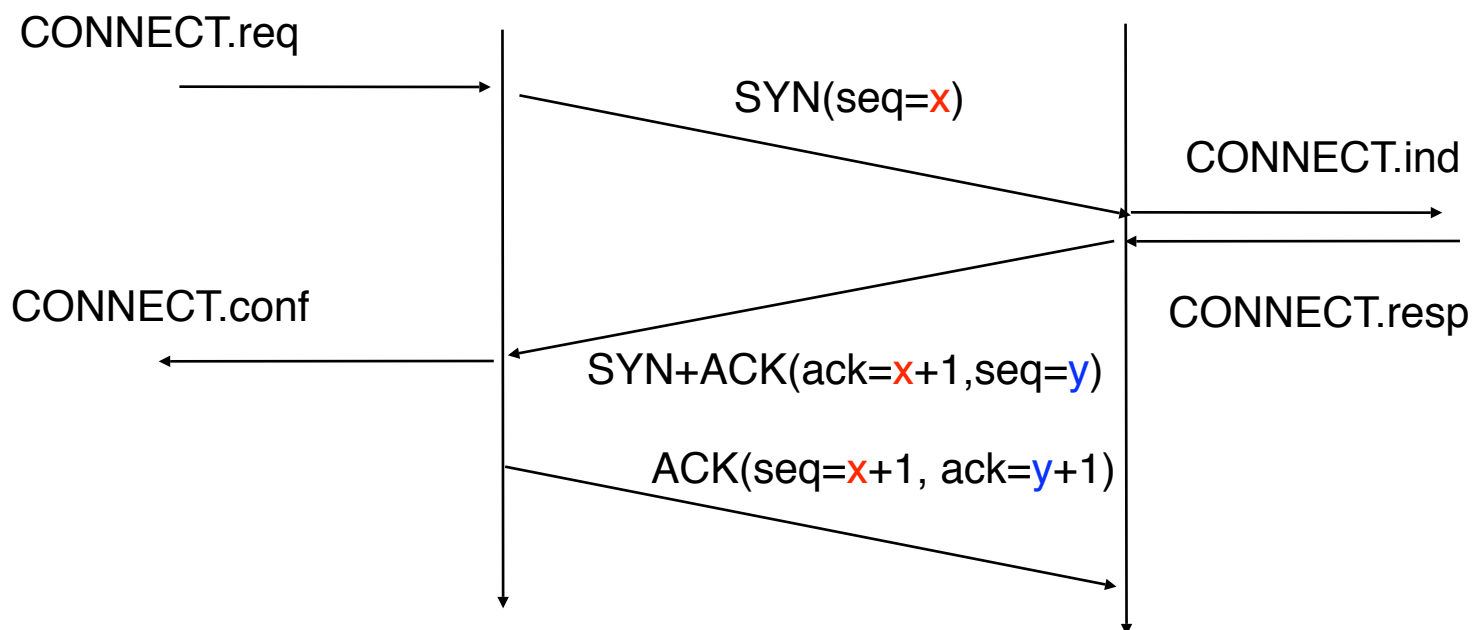 CONNECT.req
SYN(seq=x)
CONNECT.ind
CONNECT.conf
CONNECT.resp
SYN+ACK(ack=x+1,seq=y)
ACK(seq=x+1, ack=y+1)